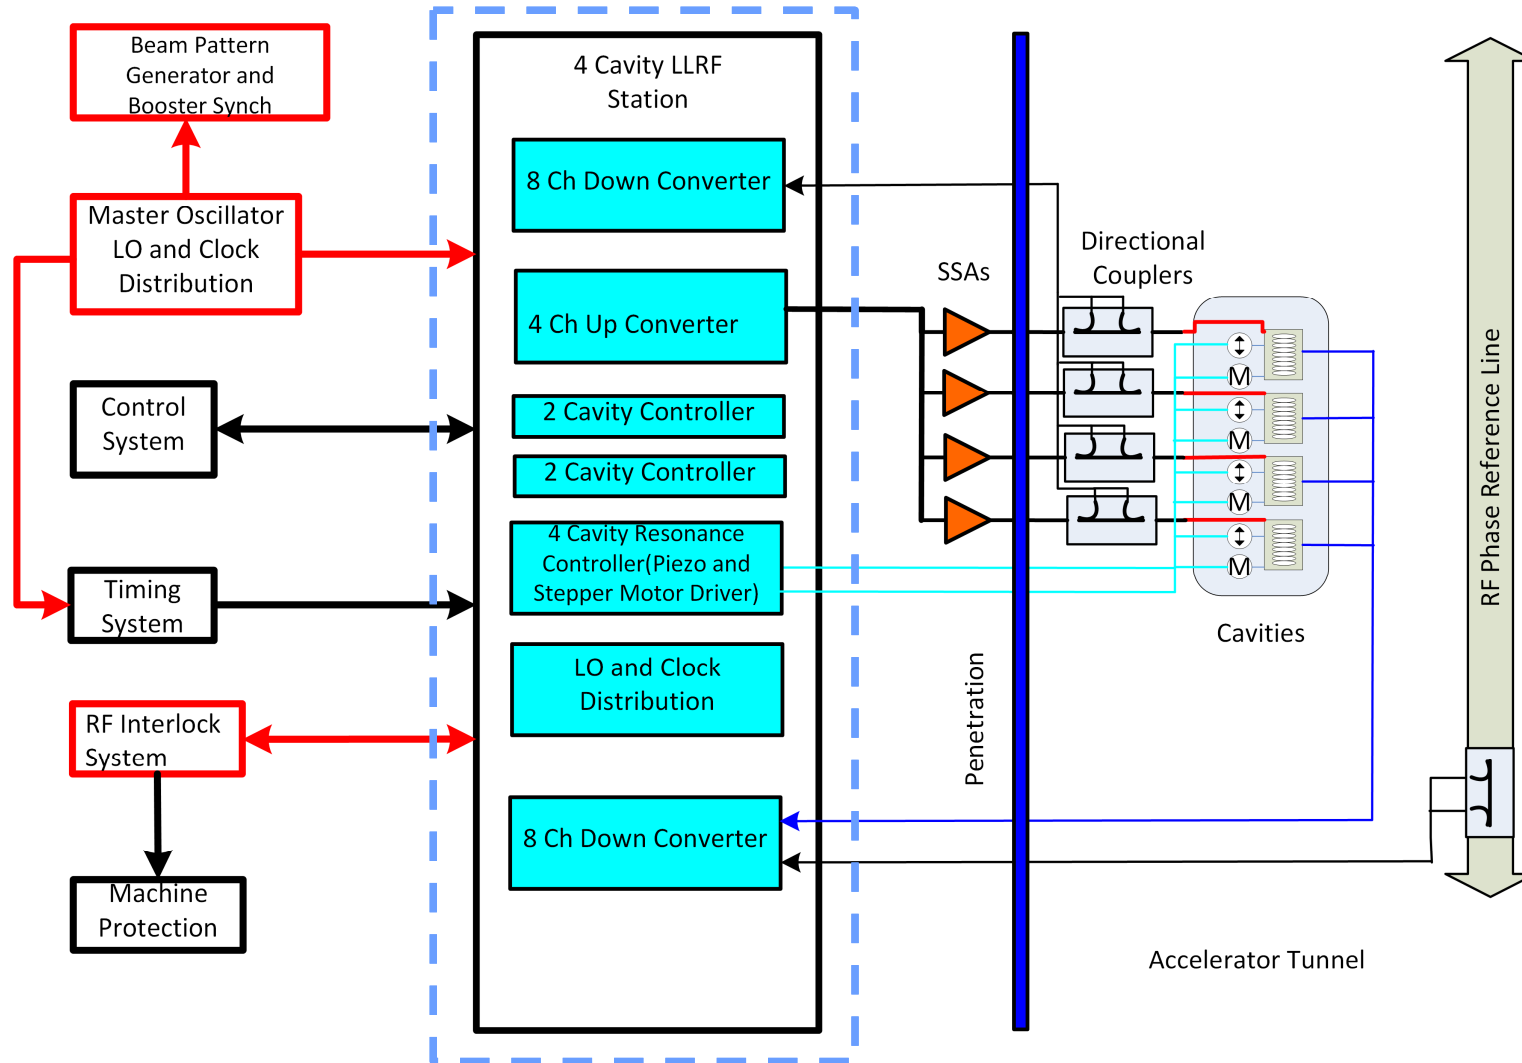 Beam Pattern
Generator and
Booster Synch
Master Oscillator
LO and Clock
Distribution
Control
System
Timing
System
RF Interlock
System
Machine
Protection
4 Cavity LLRF
Station
8 Ch Down Converter
4 Ch Up Converter
2 Cavity Controller
2 Cavity Controller
4 Cavity Resonance
Controller(Piezo and
Stepper Motor Driver)
LO and Clock
Distribution
8 Ch Down Converter
SSAs
Penetration
Directional
Couplers
M
M
M
M
Cavities
RF Phase Reference Line
Accelerator Tunnel